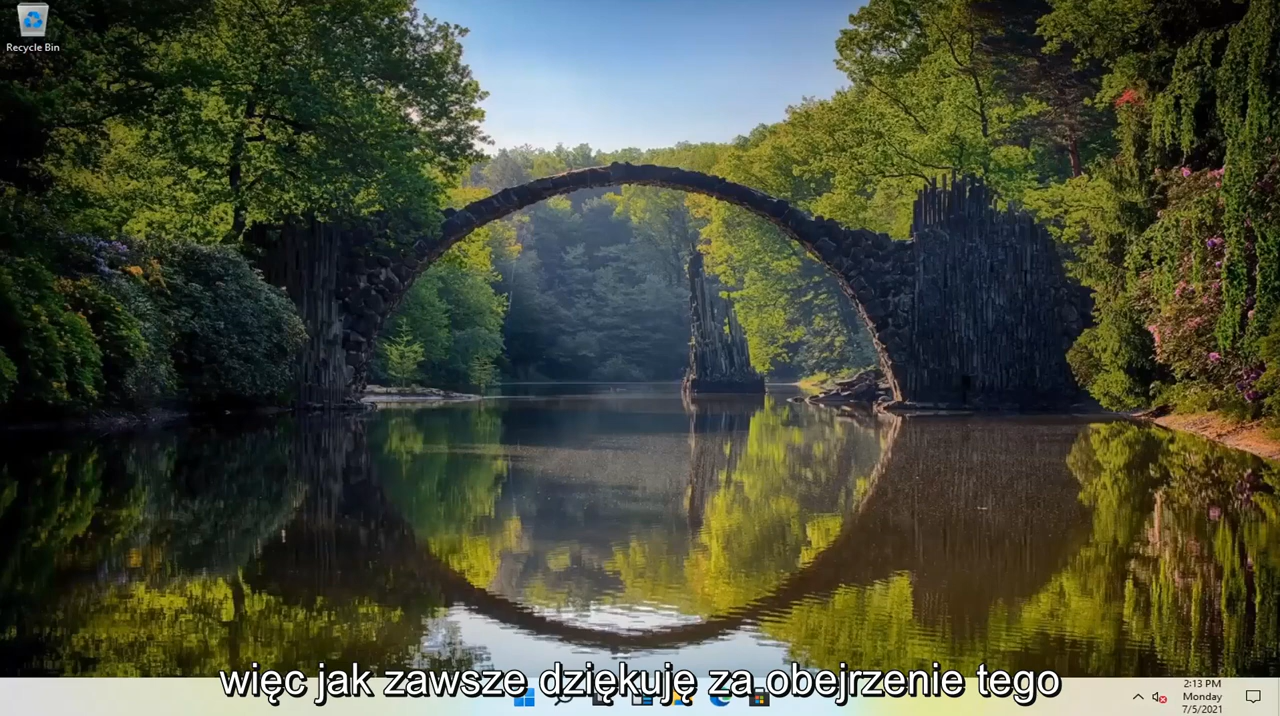 Recycle Bin
więc jak zawsze dziękuję za obejrzenie tego
2:13 PM
Monday
7/5/2021